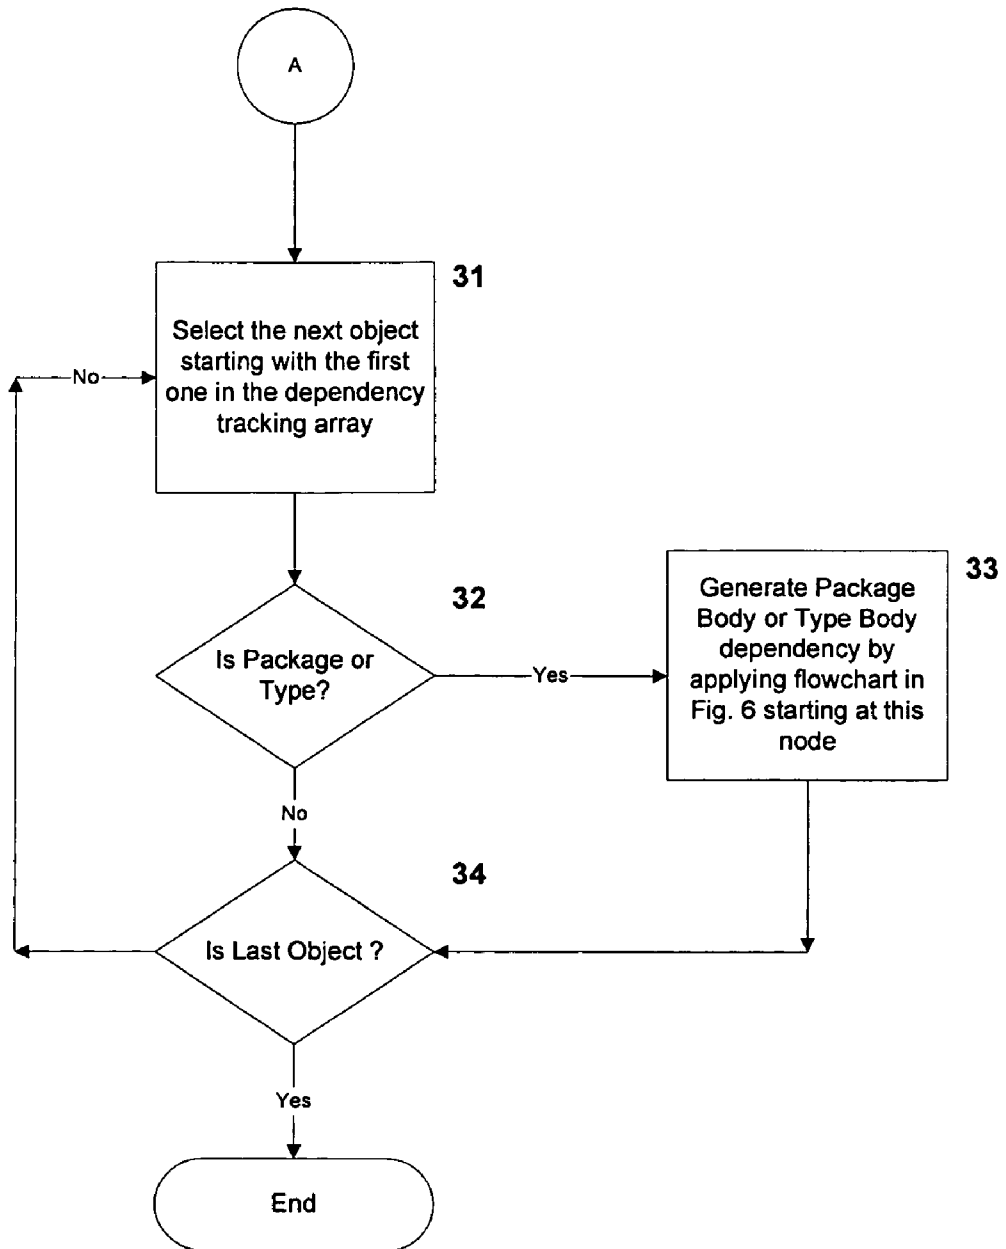 A
31
Select the next object
starting with the first
one in the dependency
tracking array
No
32
Is Package or
Type?
Yes
33
Generate Package
Body or Type Body
dependency by
applying flowchart in
Fig. 6 starting at this
node
No
34
Is Last Object ?
Yes
End